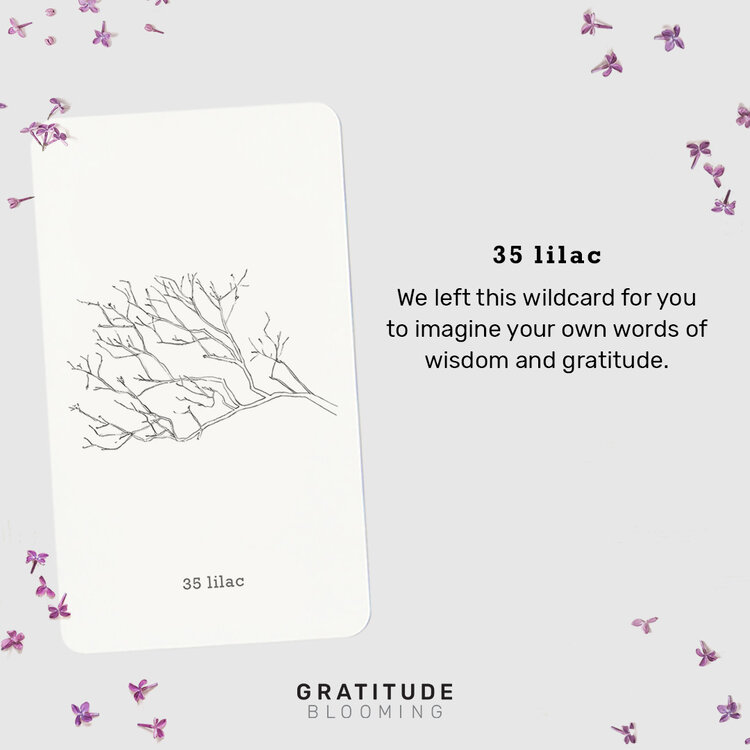 35 lilac
We left this wildcard for you
to imagine your own words of
wisdom and gratitude.
35 lilac
GRATITUDE
BLOOMING